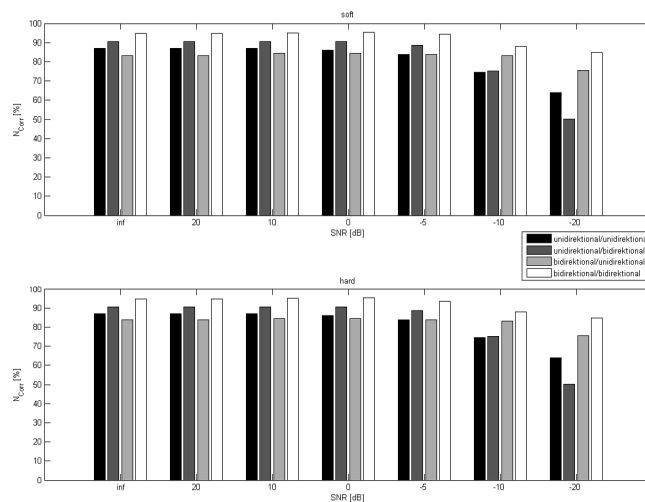 soft
100
90
80
70
60
50
40
30
20
10
0
N_Corr [%]
inf 20 10 0 -5 -10 -20
SNR [dB]
unidirektional/unidirektional
unidirektional/bidirektional
bidirektional/unidirektional
bidirektional/bidirektional
hard
100
90
80
70
60
50
40
30
20
10
0
N_Corr [%]
inf 20 10 0 -5 -10 -20
SNR [dB]